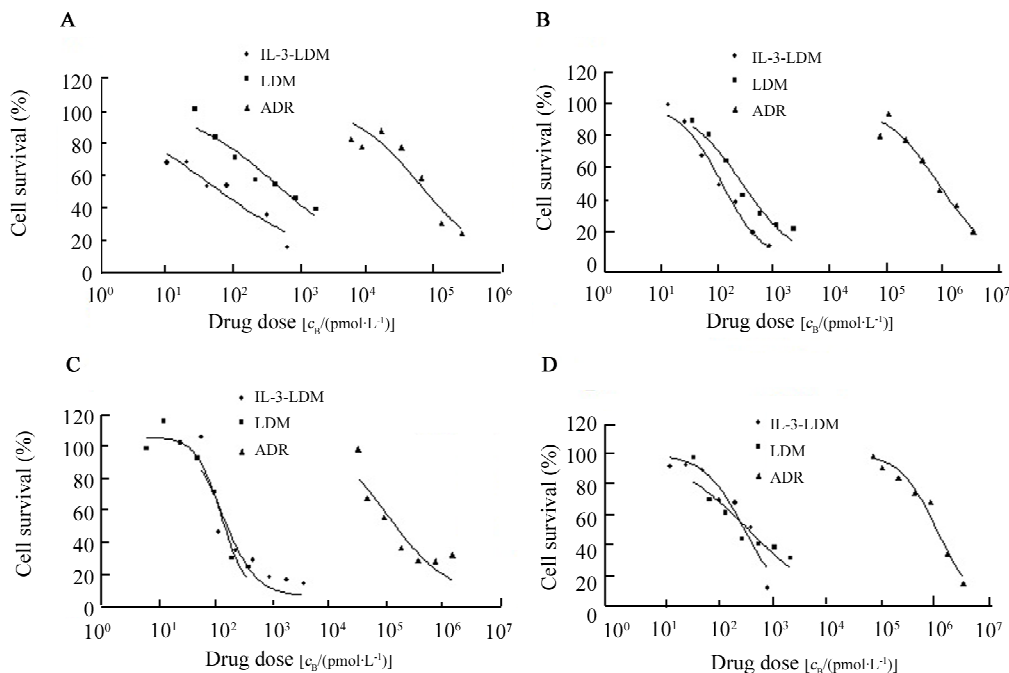 A
IL-3-LDM
LDM
ADR
Cell survival (%)
120
100
80
60
40
20
0
10⁰ 10¹ 10² 10³ 10⁴ 10⁵ 10⁶
Drug dose [c_B/(pmol·L⁻¹)]
B
IL-3-LDM
LDM
ADR
Cell survival (%)
120
100
80
60
40
20
0
10⁰ 10¹ 10² 10³ 10⁴ 10⁵ 10⁶ 10⁷
Drug dose [c_B/(pmol·L⁻¹)]
C
IL-3-LDM
LDM
ADR
Cell survival (%)
120
100
80
60
40
20
0
10⁰ 10¹ 10² 10³ 10⁴ 10⁵ 10⁶ 10⁷
Drug dose [c_B/(pmol·L⁻¹)]
D
IL-3-LDM
LDM
ADR
Cell survival (%)
120
100
80
60
40
20
0
10⁰ 10¹ 10² 10³ 10⁴ 10⁵ 10⁶ 10⁷
Drug dose [c_B/(pmol·L⁻¹)]